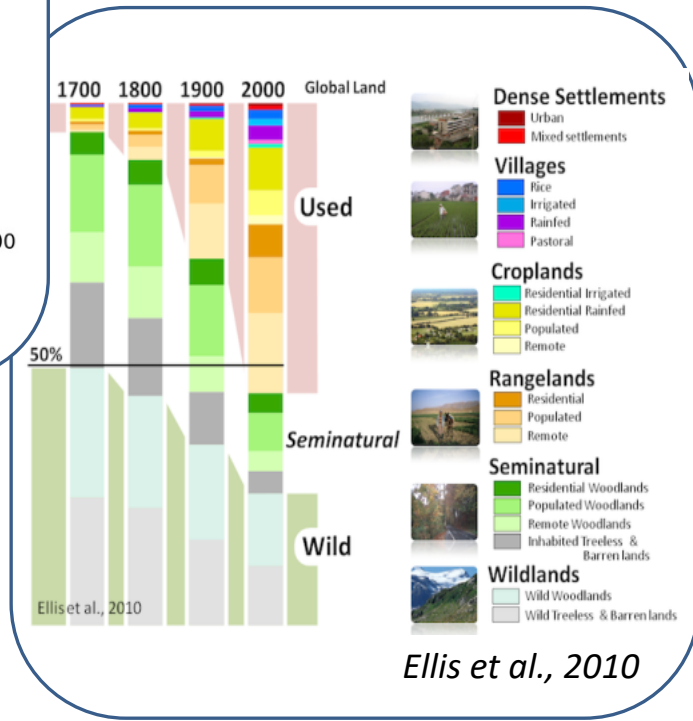 00
1700 1800 1900 2000 Global Land
Used
50%
Seminatural
Wild
Ellis et al., 2010
Dense Settlements
Urban
Mixed settlements
Villages
Rice
Irrigated
Rainfed
Pastoral
Croplands
Residential Irrigated
Residential Rainfed
Populated
Remote
Rangelands
Residential
Populated
Remote
Seminatural
Residential Woodlands
Populated Woodlands
Remote Woodlands
Inhabited Treeless &
Barren lands
Wildlands
Wild Woodlands
Wild Treeless & Barren lands
Ellis et al., 2010